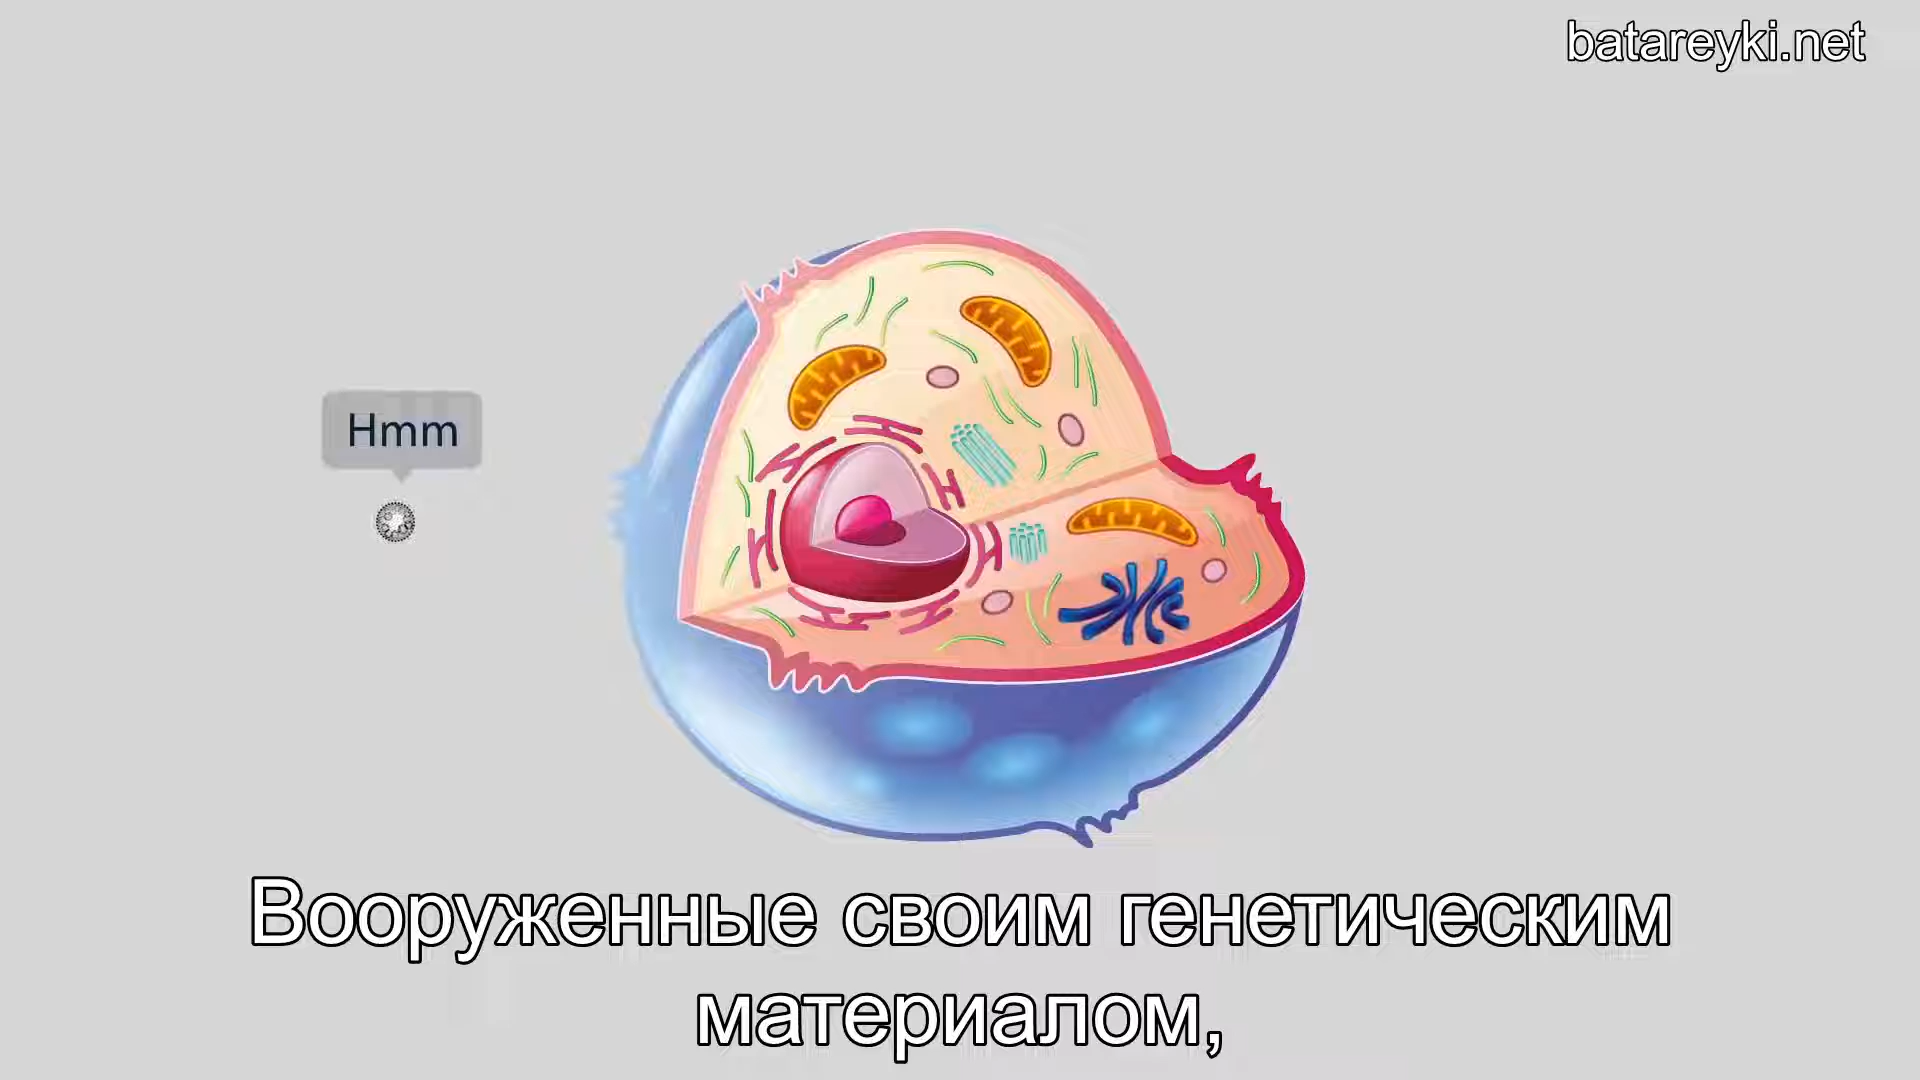 batareyki.net
Hmm
Вооруженные своим генетическим
материалом,